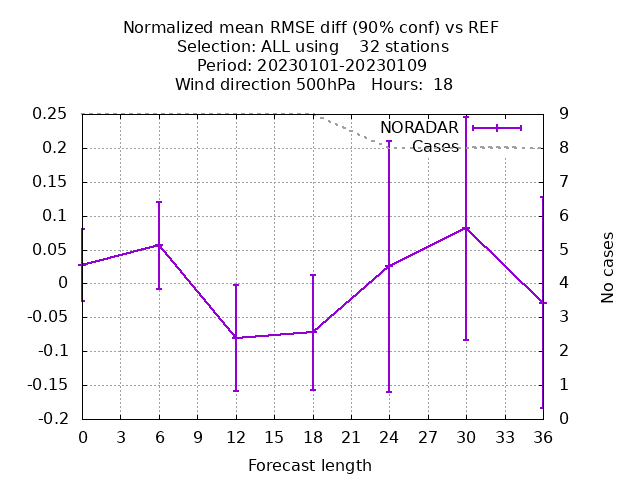 Normalized mean RMSE diff (90% conf) vs REF
Selection: ALL using    32 stations
Period: 20230101-20230109
Wind direction 500hPa   Hours:  18
NORADAR
Cases
0.25
0.2
0.15
0.1
0.05
0
-0.05
-0.1
-0.15
-0.2
9
8
7
6
5
4
3
2
1
0
No cases
0 3 6 9 12 15 18 21 24 27 30 33 36
Forecast length